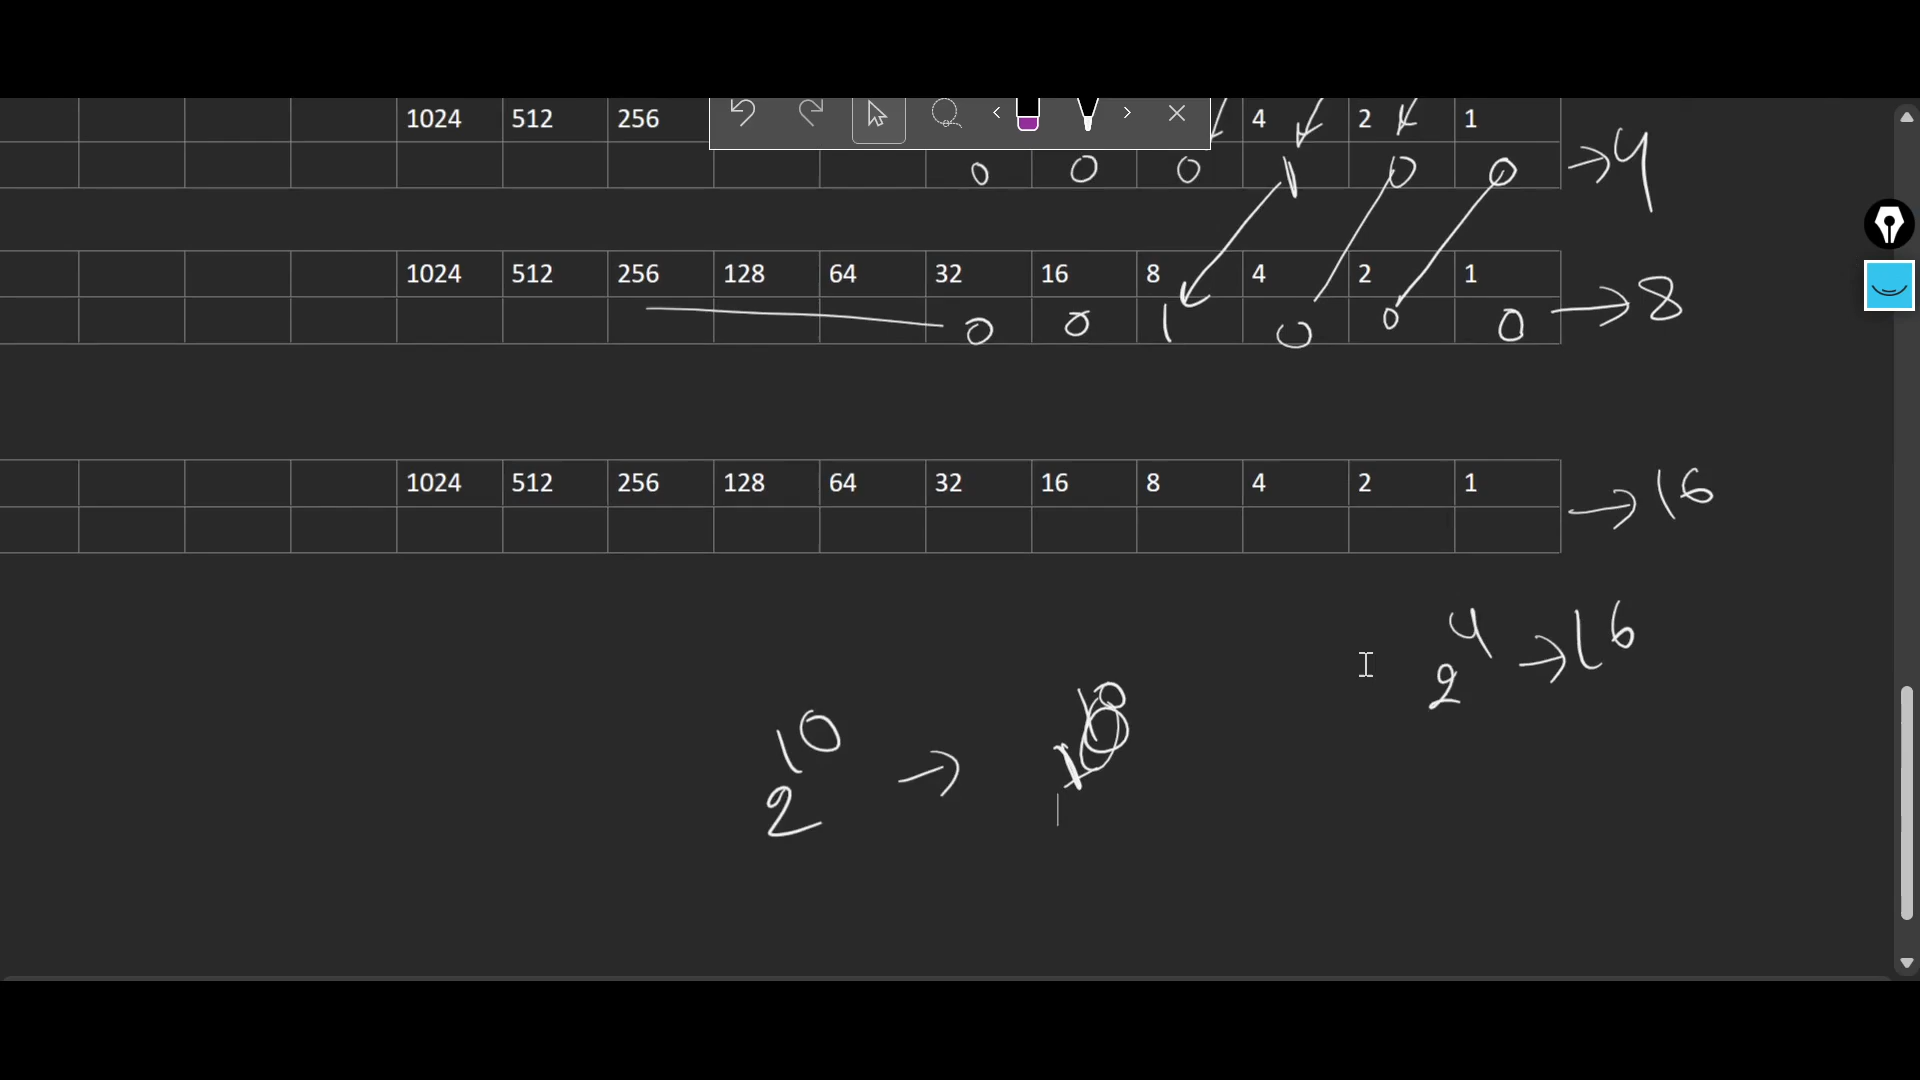 1024 512 256 4 2 1
0 0 0 1 0 0 → 4
1024 512 256 128 64 32 16 8 4 2 1
0 0 1 0 0 0 → 8
1024 512 256 128 64 32 16 8 4 2 1
→ 16
2^4 → 16
2^10 →